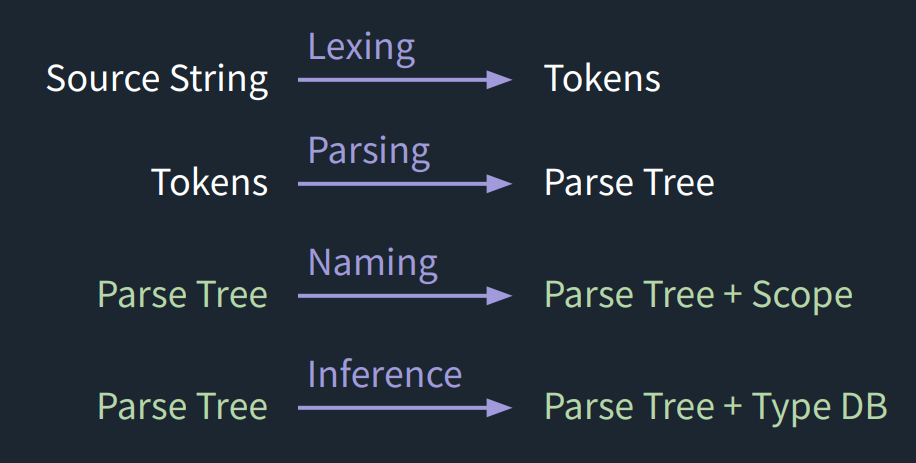 Lexing
Source String Tokens
Parsing
Tokens Parse Tree
Naming
Parse Tree Parse Tree + Scope
Inference
Parse Tree Parse Tree + Type DB